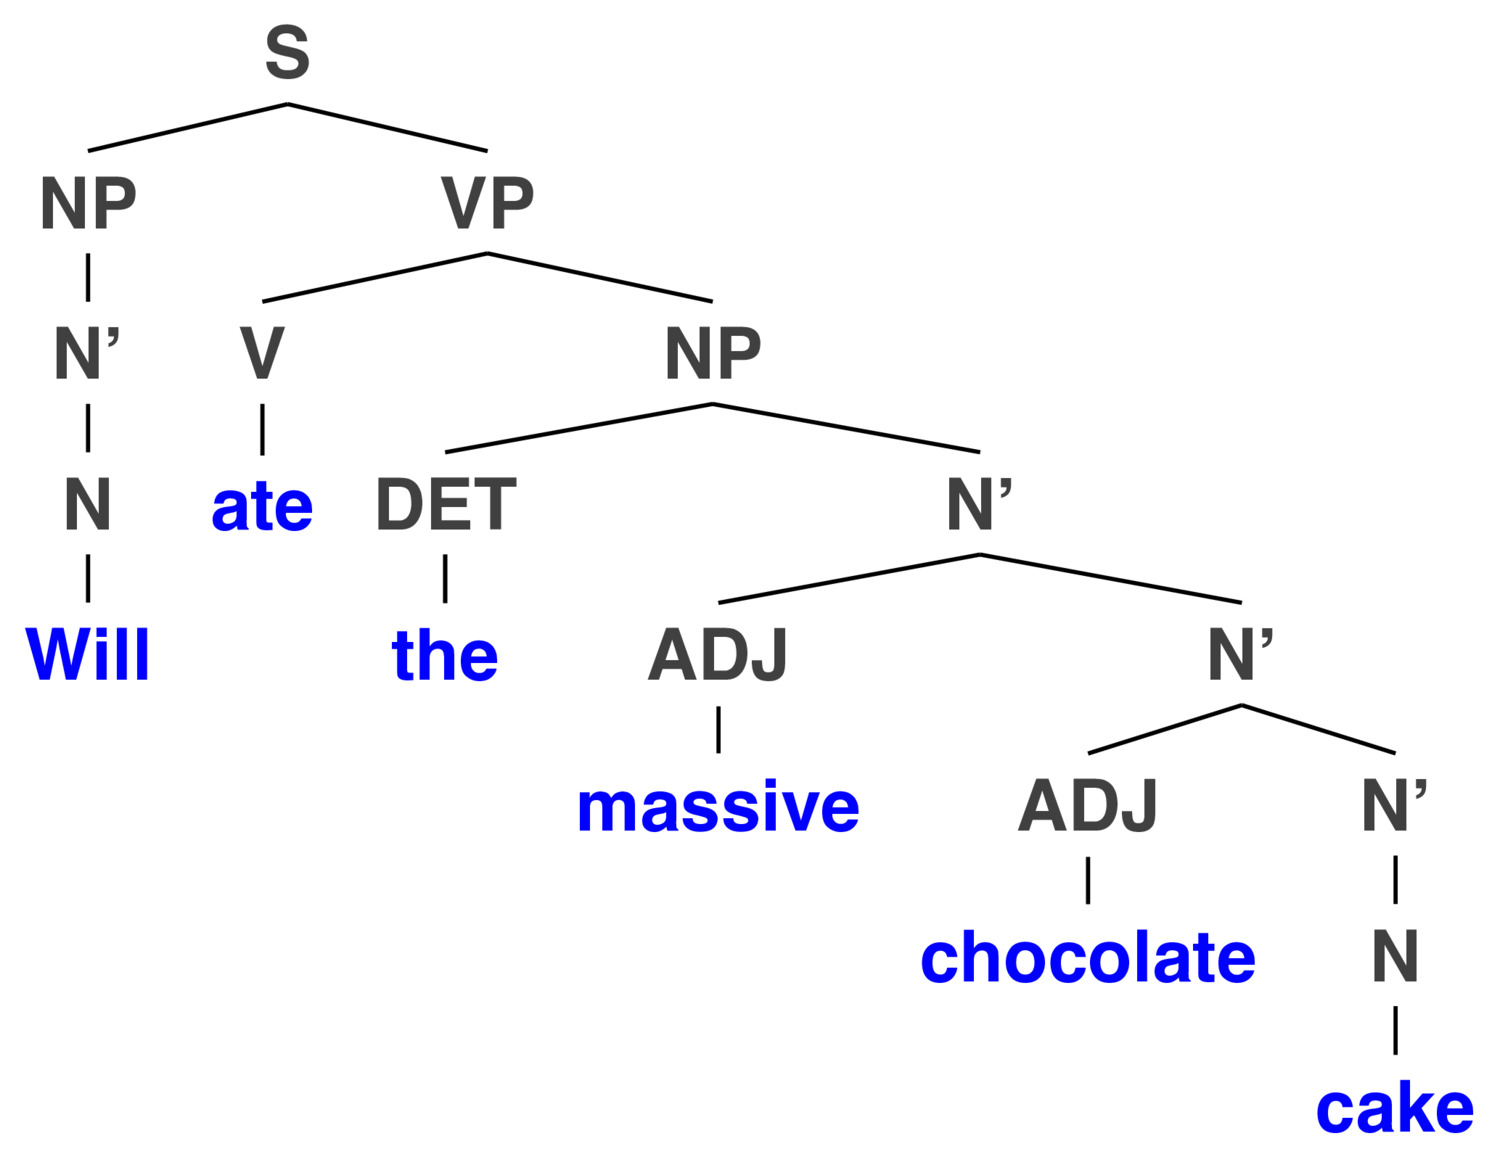 S
NP VP
N’ V NP
N ate DET N’
Will the ADJ N’
massive ADJ N’
chocolate N
cake